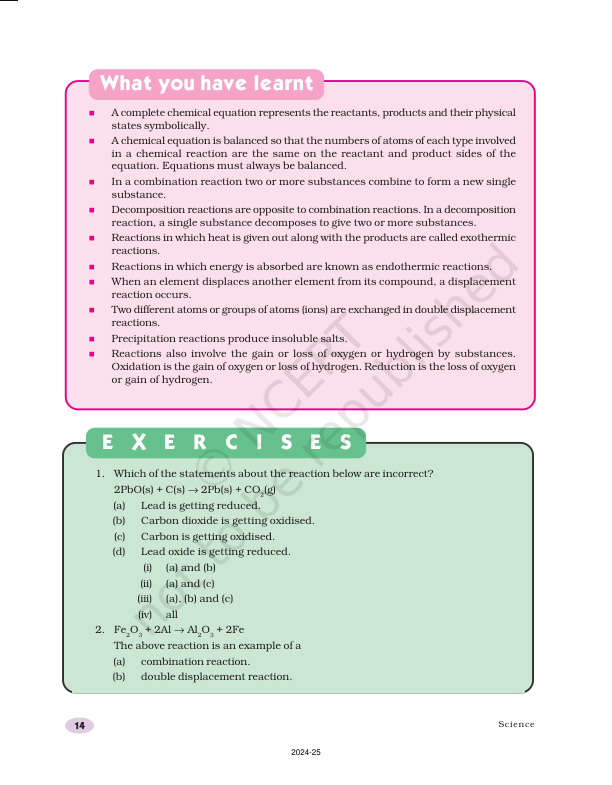 What you have learnt
■ A complete chemical equation represents the reactants, products and their physical
states symbolically.
■ A chemical equation is balanced so that the numbers of atoms of each type involved
in a chemical reaction are the same on the reactant and product sides of the
equation. Equations must always be balanced.
■ In a combination reaction two or more substances combine to form a new single
substance.
■ Decomposition reactions are opposite to combination reactions. In a decomposition
reaction, a single substance decomposes to give two or more substances.
■ Reactions in which heat is given out along with the products are called exothermic
reactions.
■ Reactions in which energy is absorbed are known as endothermic reactions.
■ When an element displaces another element from its compound, a displacement
reaction occurs.
■ Two different atoms or groups of atoms (ions) are exchanged in double displacement
reactions.
■ Precipitation reactions produce insoluble salts.
■ Reactions also involve the gain or loss of oxygen or hydrogen by substances.
Oxidation is the gain of oxygen or loss of hydrogen. Reduction is the loss of oxygen
or gain of hydrogen.
EXERCISES
1. Which of the statements about the reaction below are incorrect?
2PbO(s) + C(s) → 2Pb(s) + CO₂(g)
(a) Lead is getting reduced.
(b) Carbon dioxide is getting oxidised.
(c) Carbon is getting oxidised.
(d) Lead oxide is getting reduced.
(i) (a) and (b)
(ii) (a) and (c)
(iii) (a), (b) and (c)
(iv) all
2. Fe₂O₃ + 2Al → Al₂O₃ + 2Fe
The above reaction is an example of a
(a) combination reaction.
(b) double displacement reaction.
© NCERT
not to be republished
14
Science
2024-25